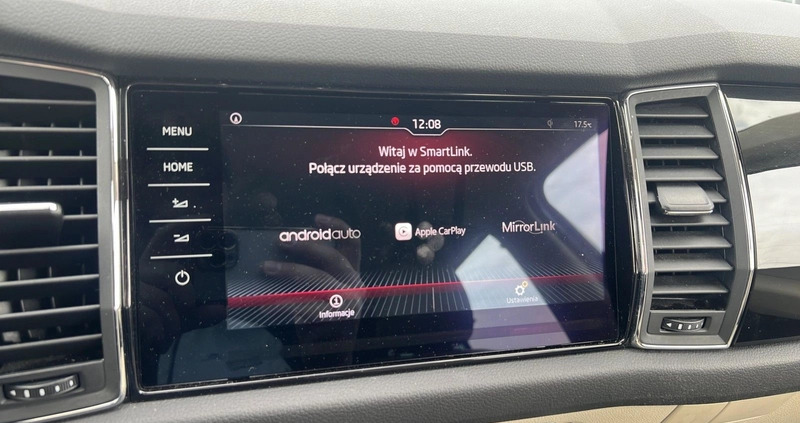 MENU
HOME
12:08
17.5°C
Witaj w SmartLink.
Połącz urządzenie za pomocą przewodu USB.
androidauto
Apple CarPlay
MirrorLink
Informacje
Ustawienia